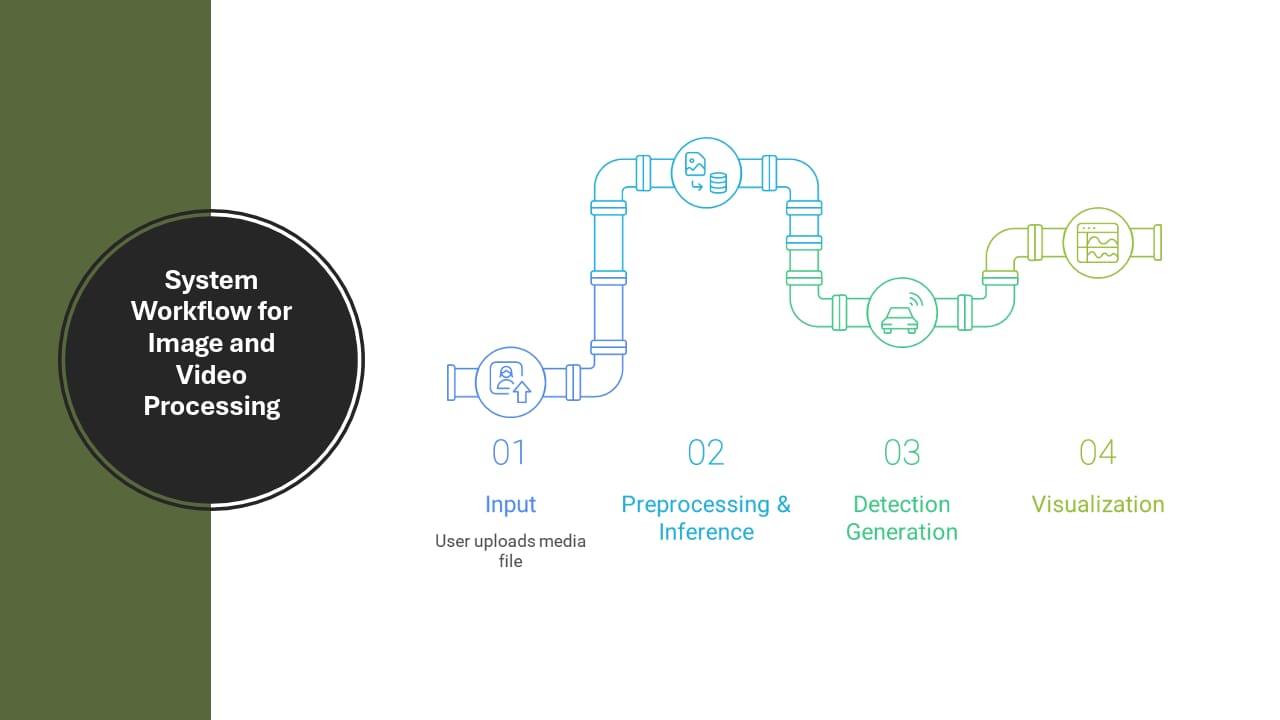 System
Workflow for
Image and
Video
Processing
01
Input
User uploads media
file
02
Preprocessing &
Inference
03
Detection
Generation
04
Visualization